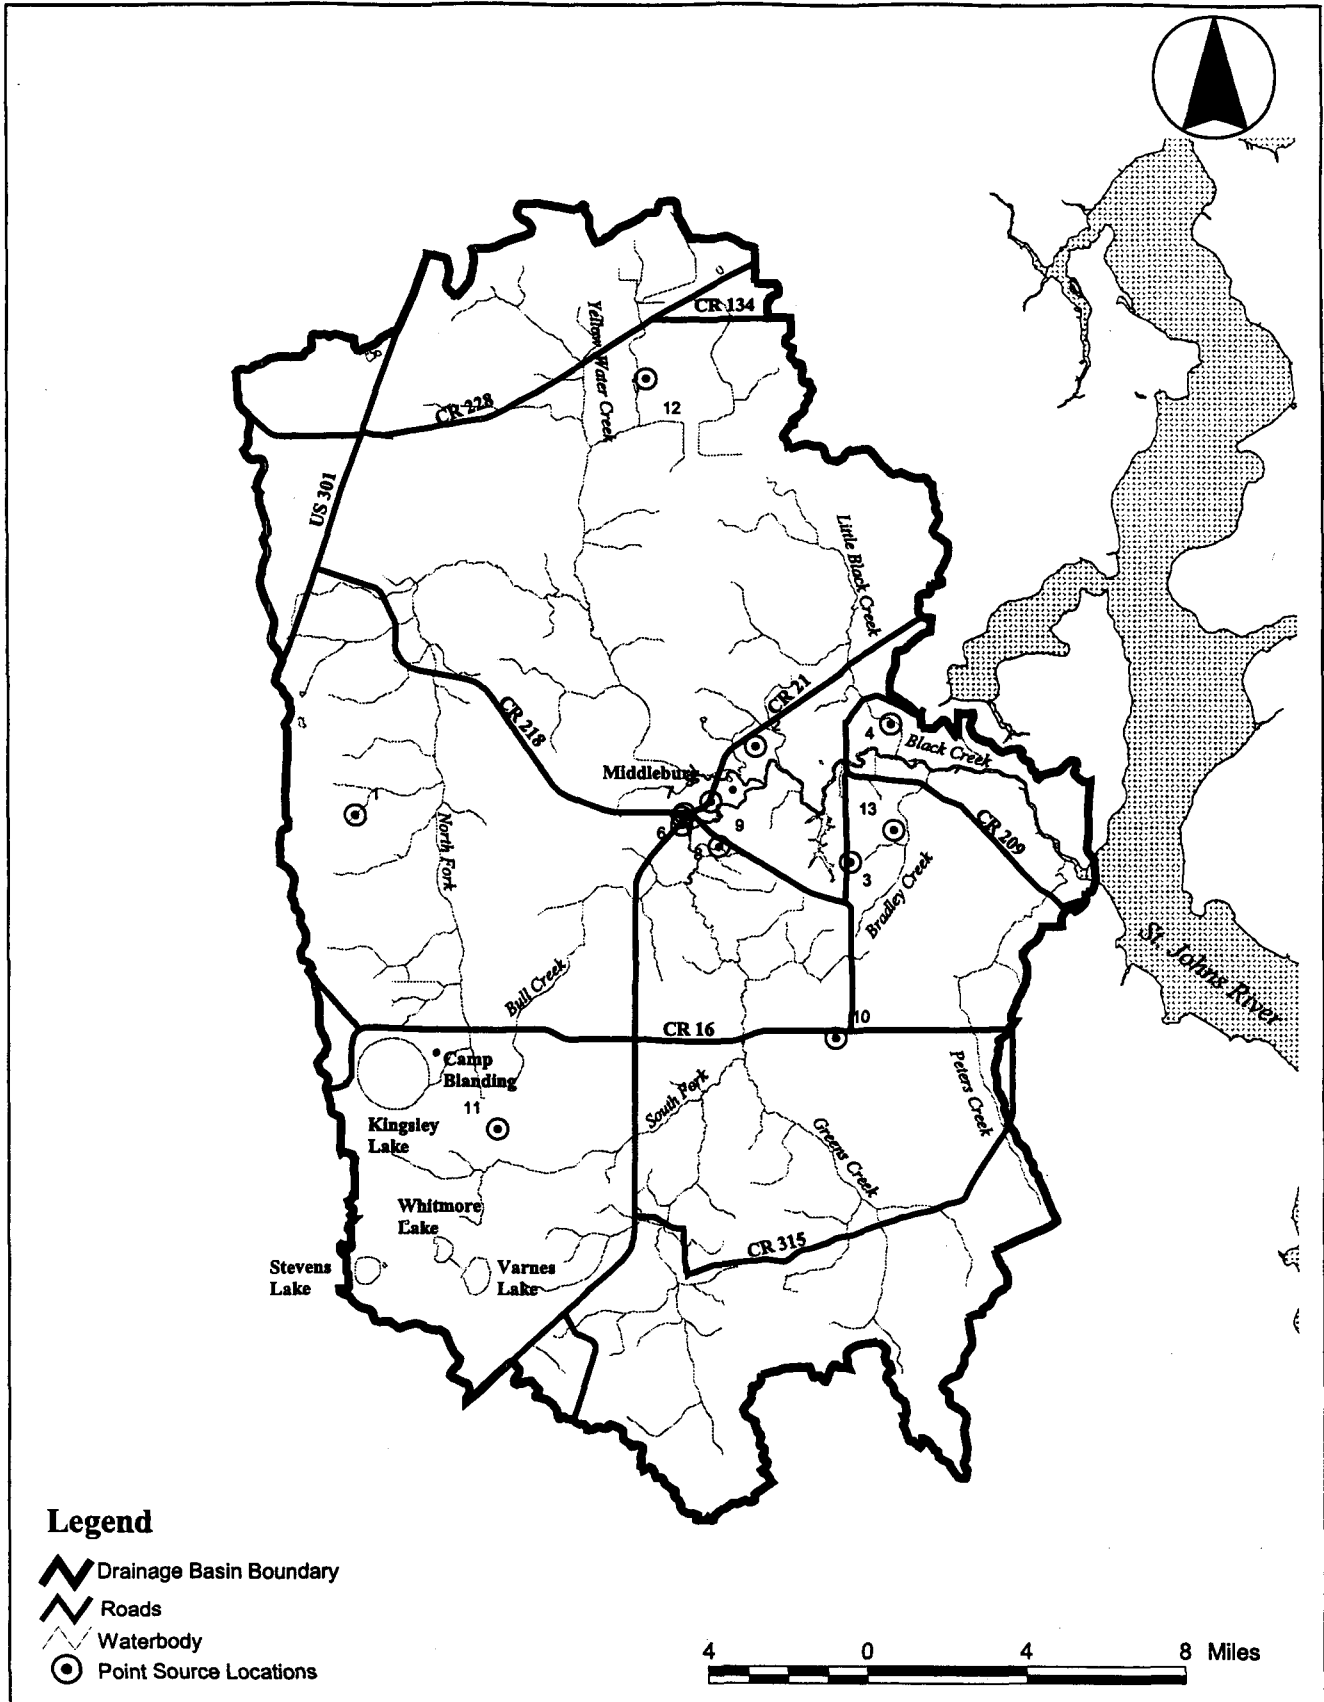 CR 134
Yellow Water Creek
12
CR 228
US 301
Little Black Creek
CR 21
CR 218
4
Black Creek
Middleburg
7
1
13
6
9
CR 209
8
3
North Fork
Bradley Creek
St. Johns River
Bull Creek
10
CR 16
Camp
Blanding
Peters Creek
South Fork
11
Kingsley
Lake
Greens Creek
Whitmore
Lake
CR 315
Stevens
Lake
Varnes
Lake
Legend
Drainage Basin Boundary
Roads
Waterbody
Point Source Locations
4 0 4 8 Miles